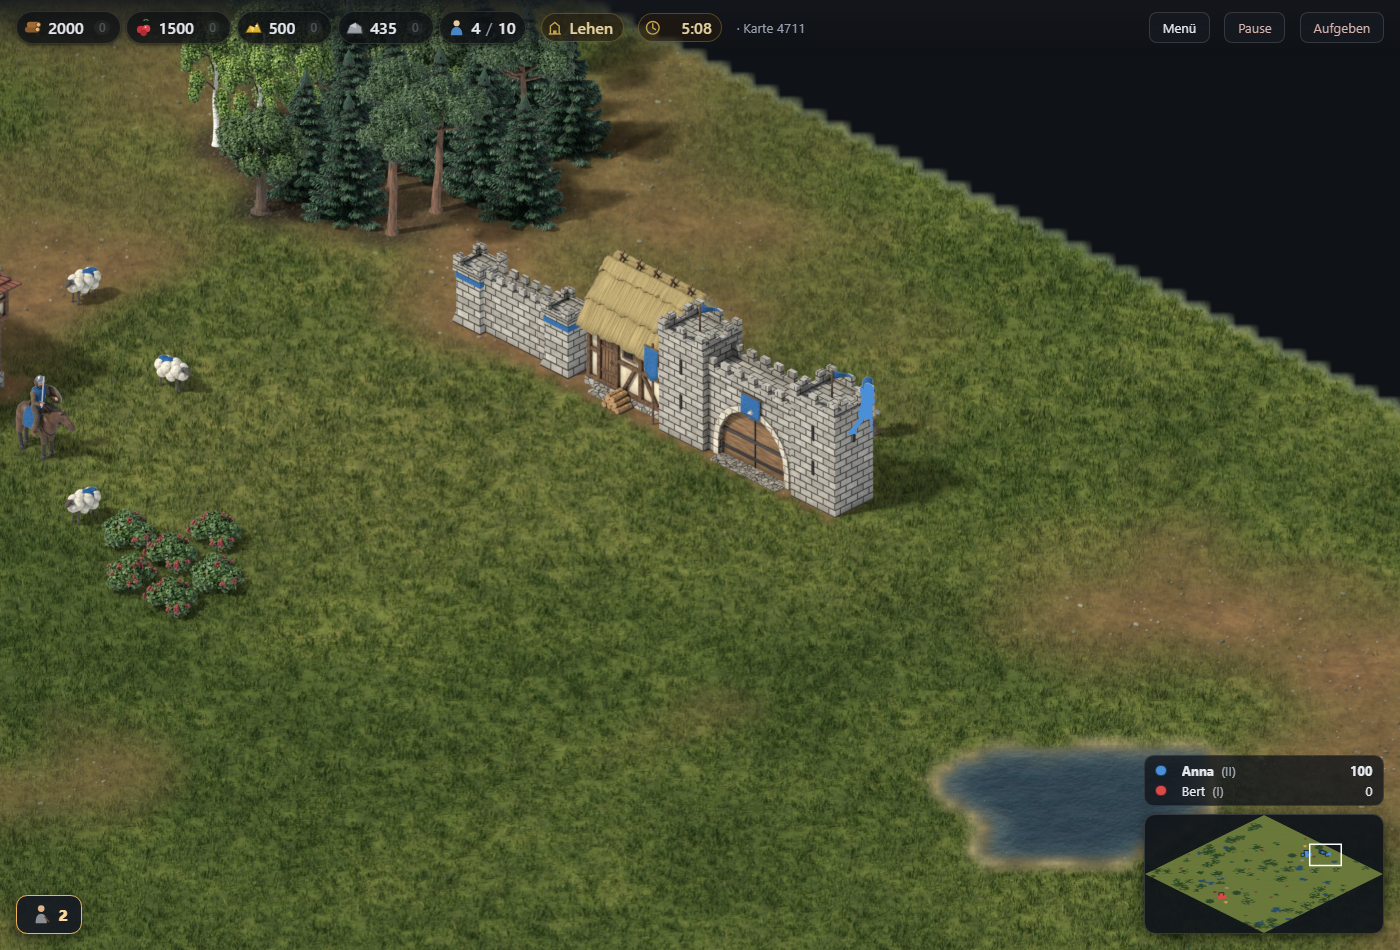 2000 0 1500 0 500 0 435 0 4 / 10 Lehen 5:08 · Karte 4711 Menü Pause Aufgeben
Anna (II) 100
Bert (I) 0
2